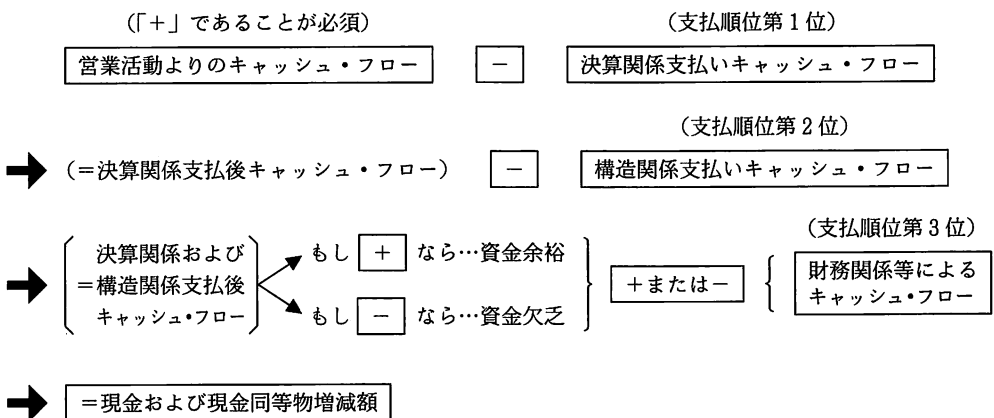 (「+」であることが必須) (支払順位第1位)
営業活動よりのキャッシュ・フロー － 決算関係支払いキャッシュ・フロー
(支払順位第2位)
(=決算関係支払後キャッシュ・フロー) － 構造関係支払いキャッシュ・フロー
(支払順位第3位)
決算関係および
=構造関係支払後
キャッシュ・フロー
もし + なら…資金余裕
もし － なら…資金欠乏
+または－
財務関係等による
キャッシュ・フロー
=現金および現金同等物増減額